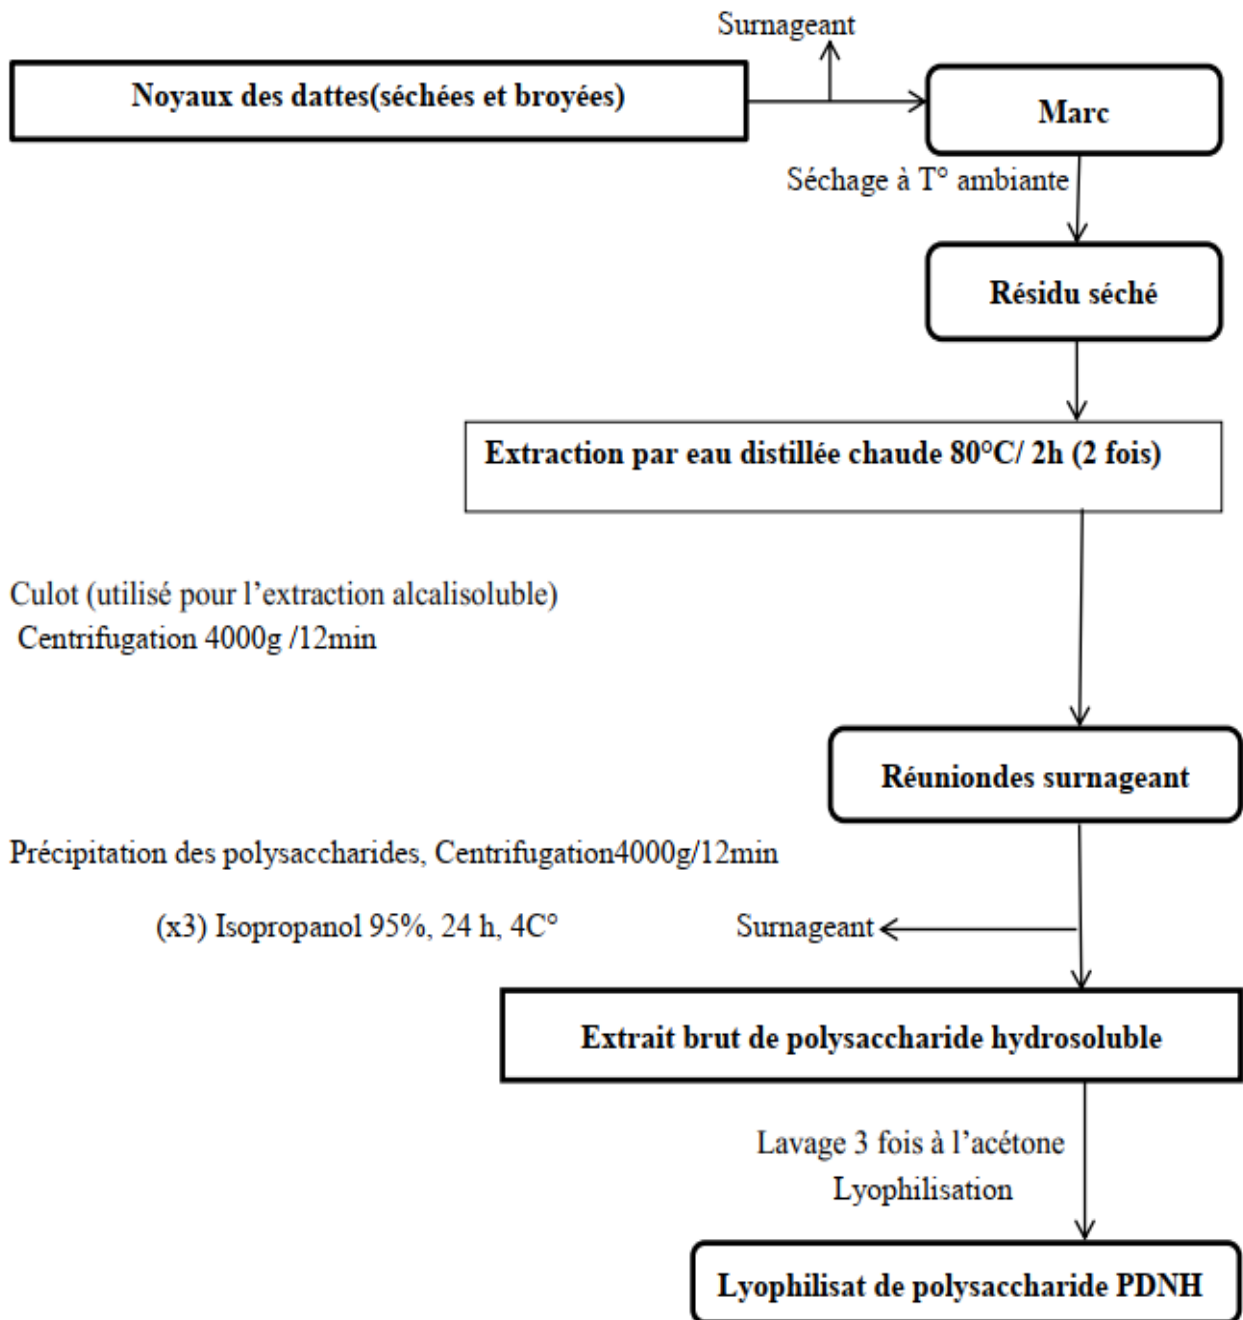 Surnageant
Noyaux des dattes(séchées et broyées)
Marc
Séchage à T° ambiante
Résidu séché
Extraction par eau distillée chaude 80°C/ 2h (2 fois)
Culot (utilisé pour l’extraction alcalisoluble)
Centrifugation 4000g /12min
Réuniondes surnageant
Précipitation des polysaccharides, Centrifugation4000g/12min
(x3) Isopropanol 95%, 24 h, 4C°
Surnageant
Extrait brut de polysaccharide hydrosoluble
Lavage 3 fois à l’acétone
Lyophilisation
Lyophilisat de polysaccharide PDNH